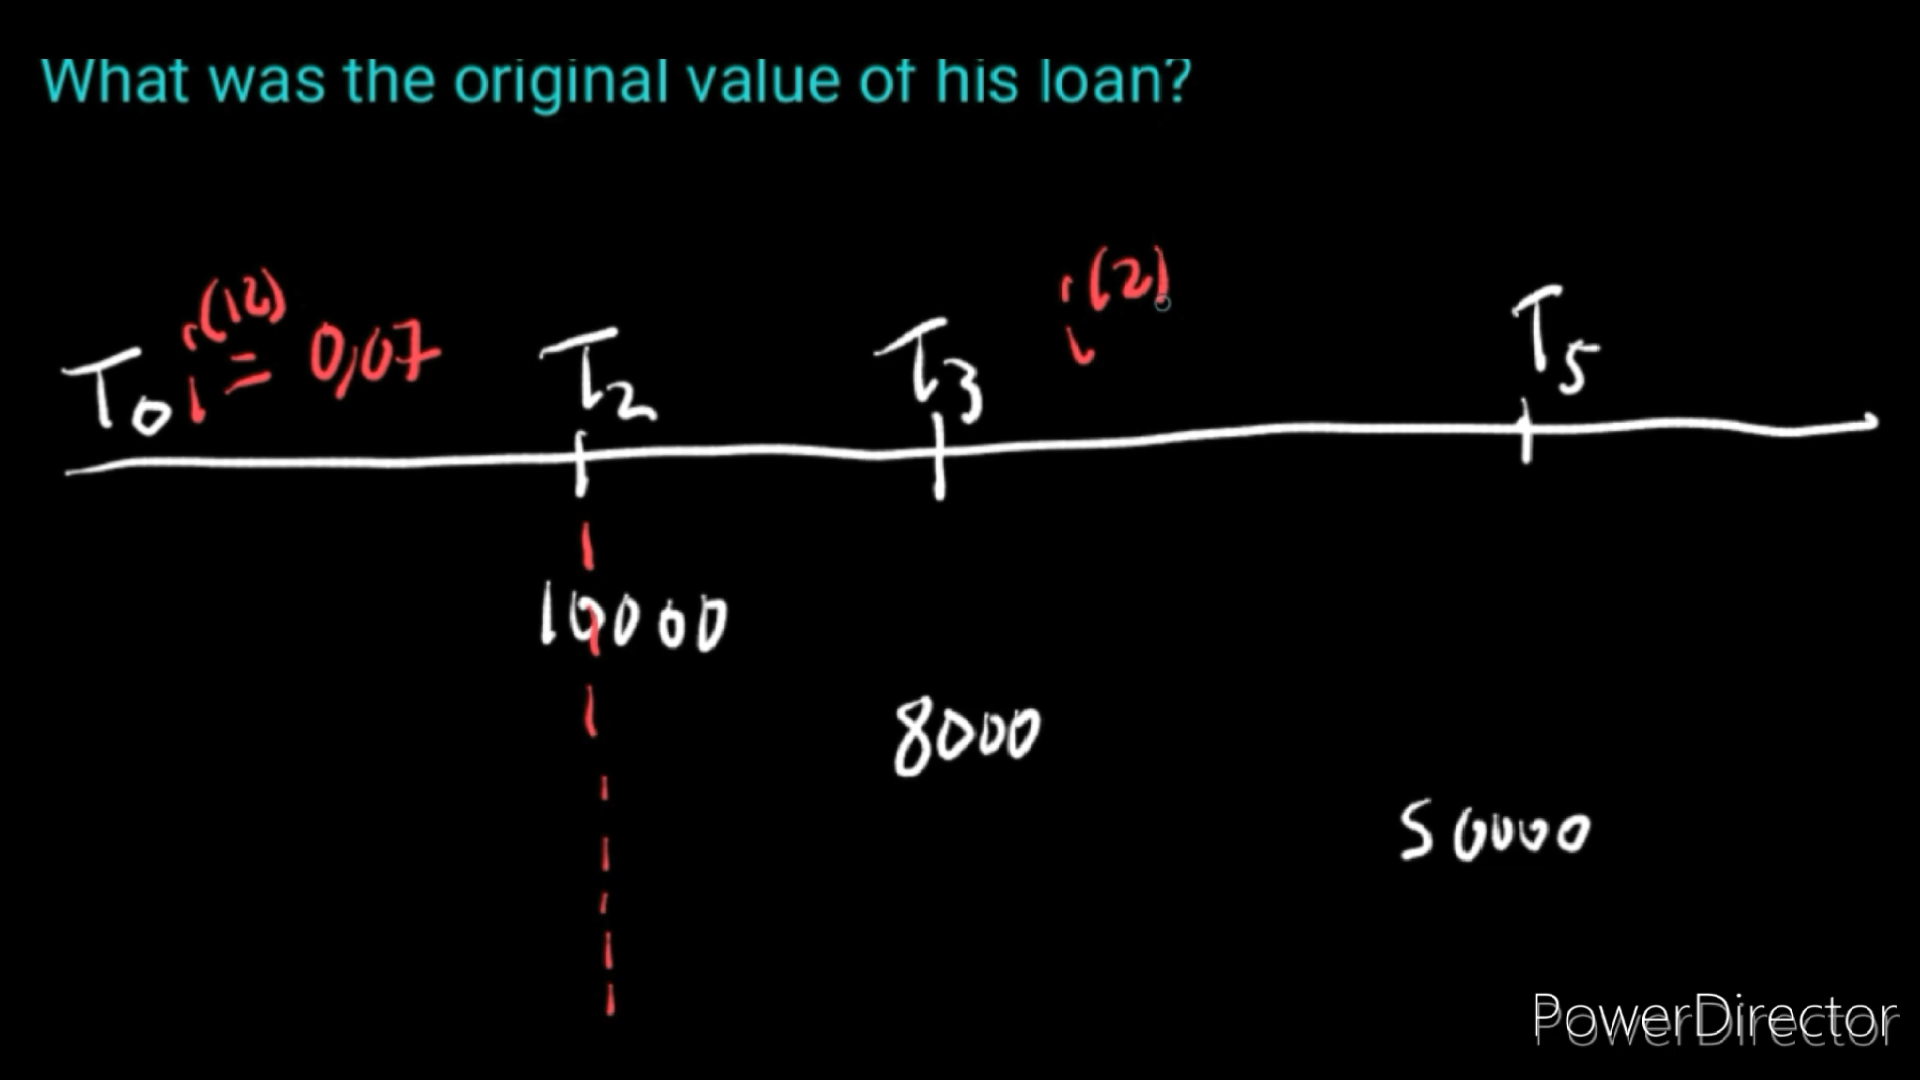 What was the original value of his loan?
T0 i(12) = 0,07 T2 T3 i(2) T5
10000
8000
50000
PowerDirector